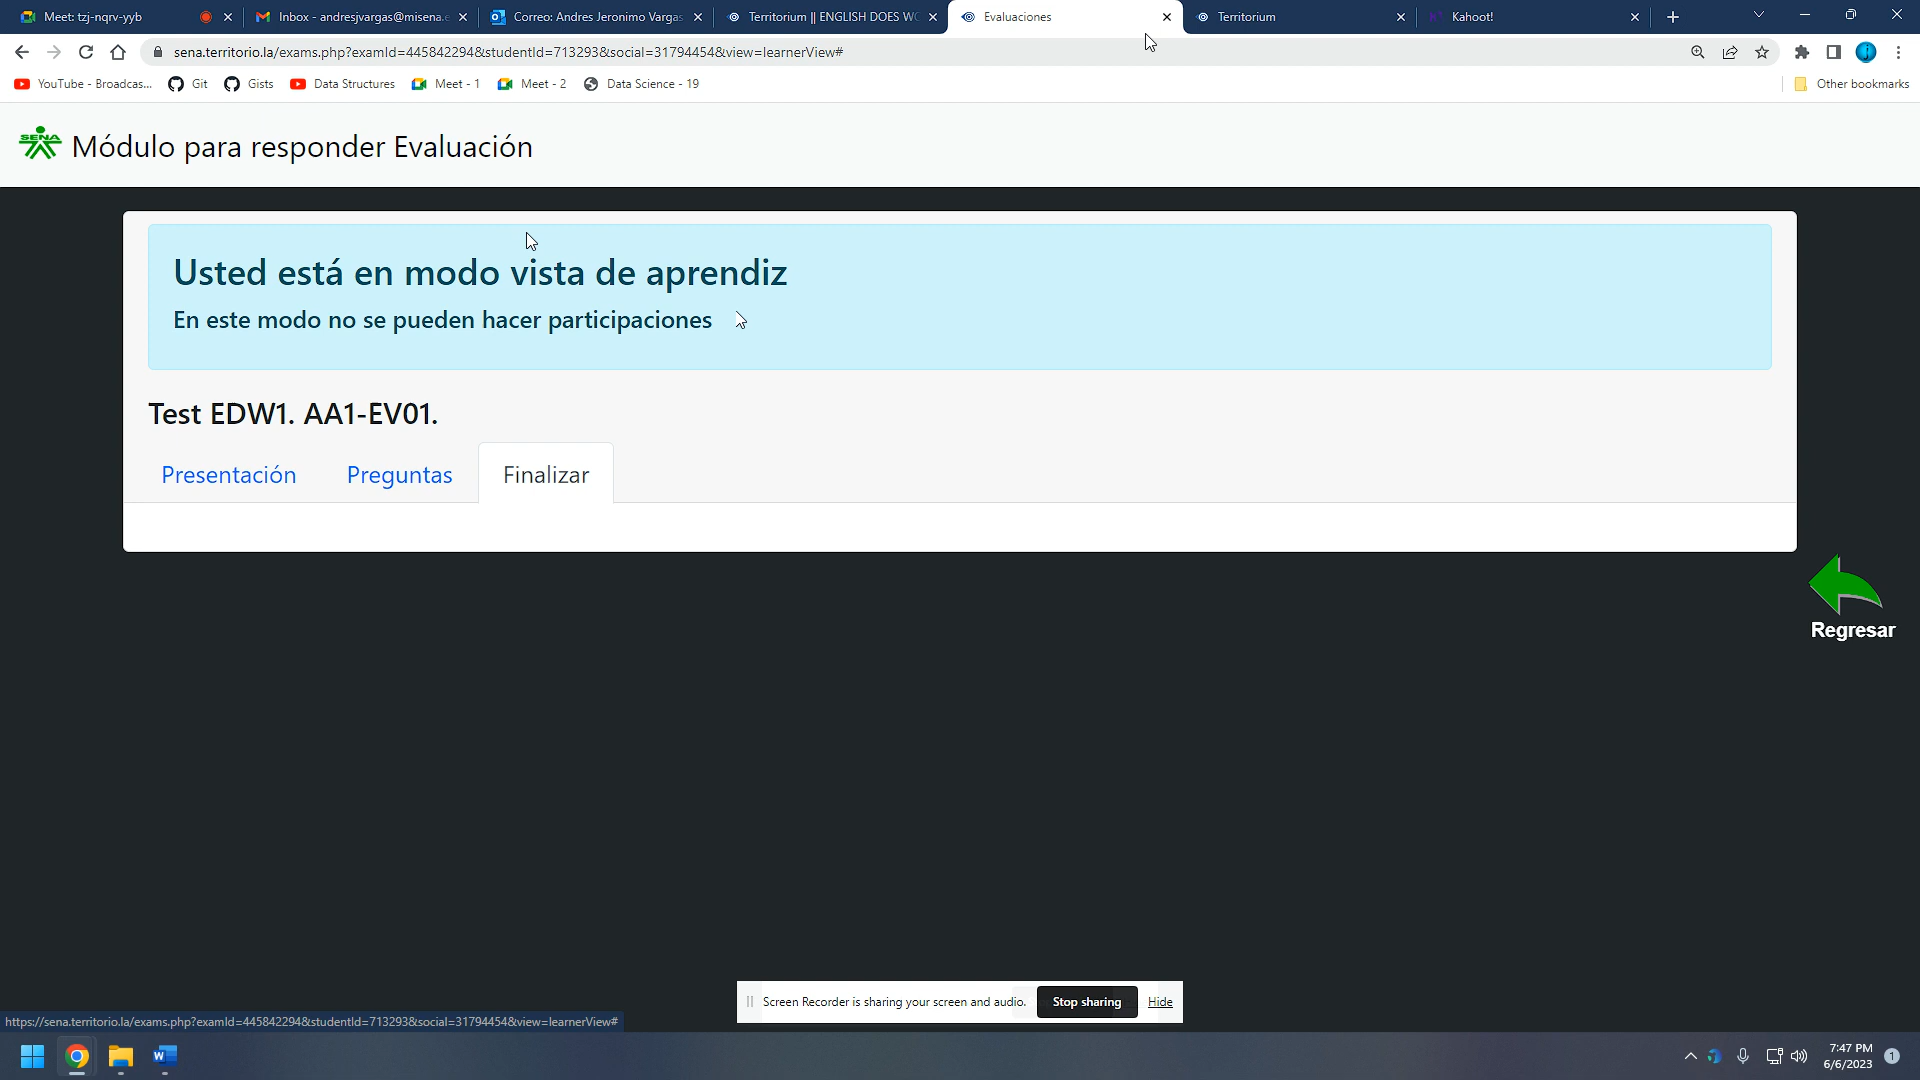 Meet: tzj-nqrv-yyb
Inbox - andresjvargas@misena.e
Correo: Andres Jeronimo Vargas
Territorium || ENGLISH DOES WO
Evaluaciones
Territorium
Kahoot!
sena.territorio.la/exams.php?examId=445842294&studentId=713293&social=31794454&view=learnerView#
YouTube - Broadcas...
Git
Gists
Data Structures
Meet - 1
Meet - 2
Data Science - 19
Other bookmarks
SENA
Módulo para responder Evaluación
Usted está en modo vista de aprendiz
En este modo no se pueden hacer participaciones
Test EDW1. AA1-EV01.
Presentación
Preguntas
Finalizar
Regresar
Screen Recorder is sharing your screen and audio.
Stop sharing
Hide
https://sena.territorio.la/exams.php?examId=445842294&studentId=713293&social=31794454&view=learnerView#
7:47 PM
6/6/2023
1